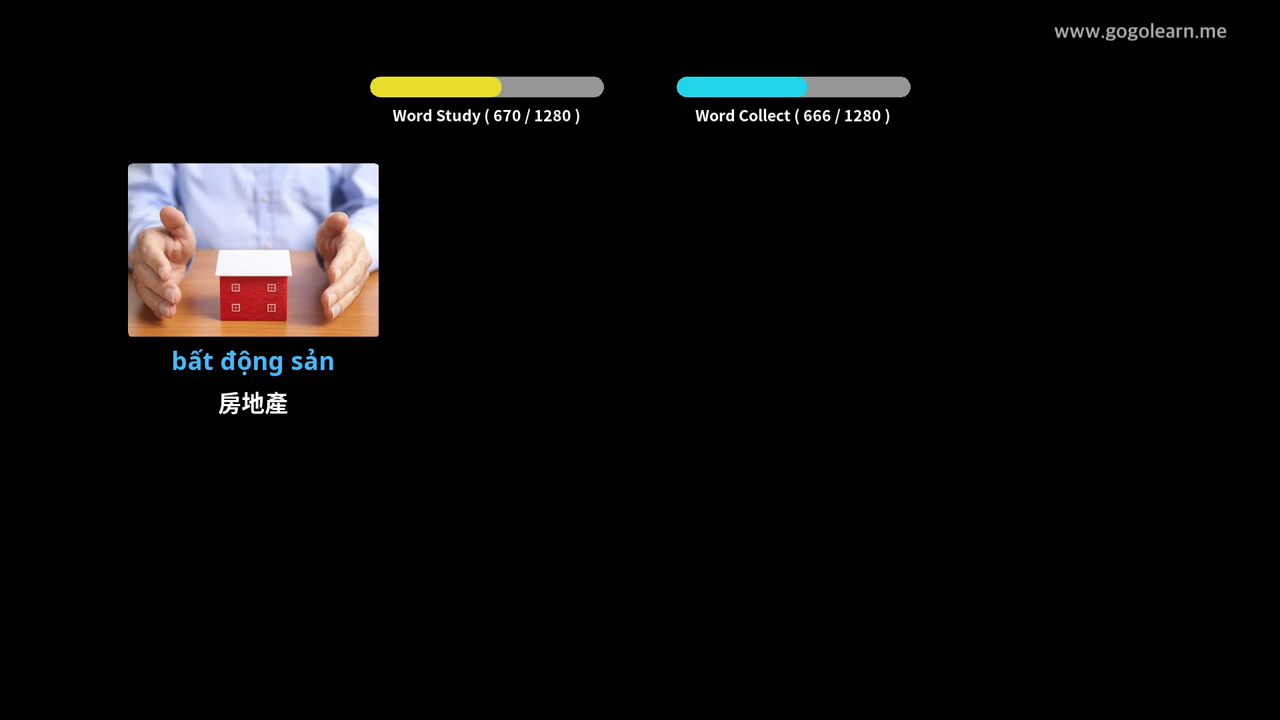 www.gogolearn.me
Word Study ( 670 / 1280 )
Word Collect ( 666 / 1280 )
bất động sản
房地產